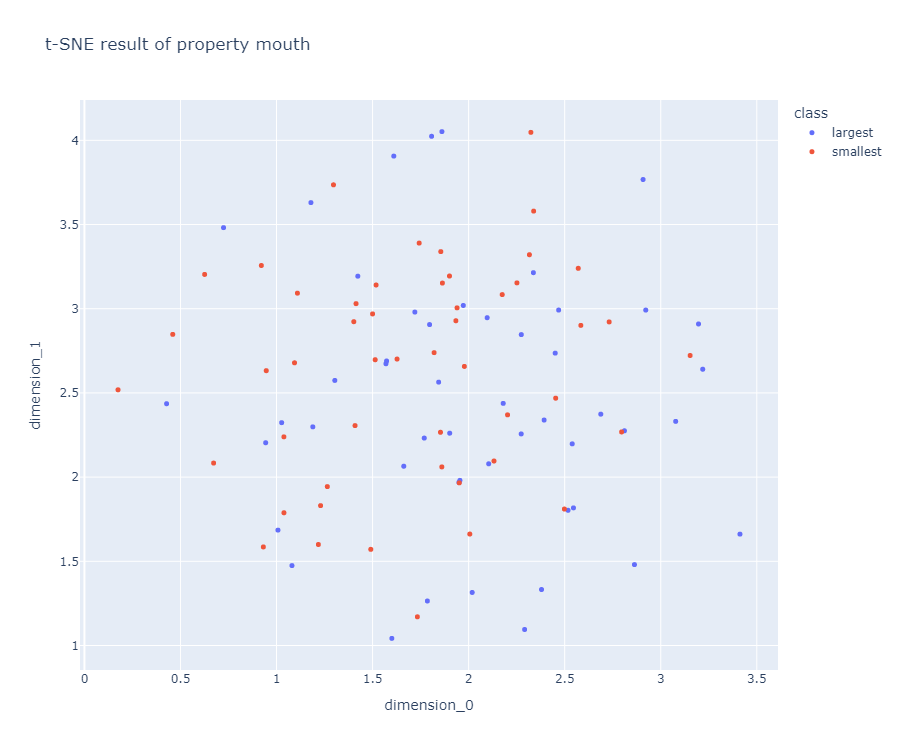 t-SNE result of property mouth
class
largest
smallest
4
3.5
3
2.5
2
1.5
1
dimension_1
0
0.5
1
1.5
2
2.5
3
3.5
dimension_0